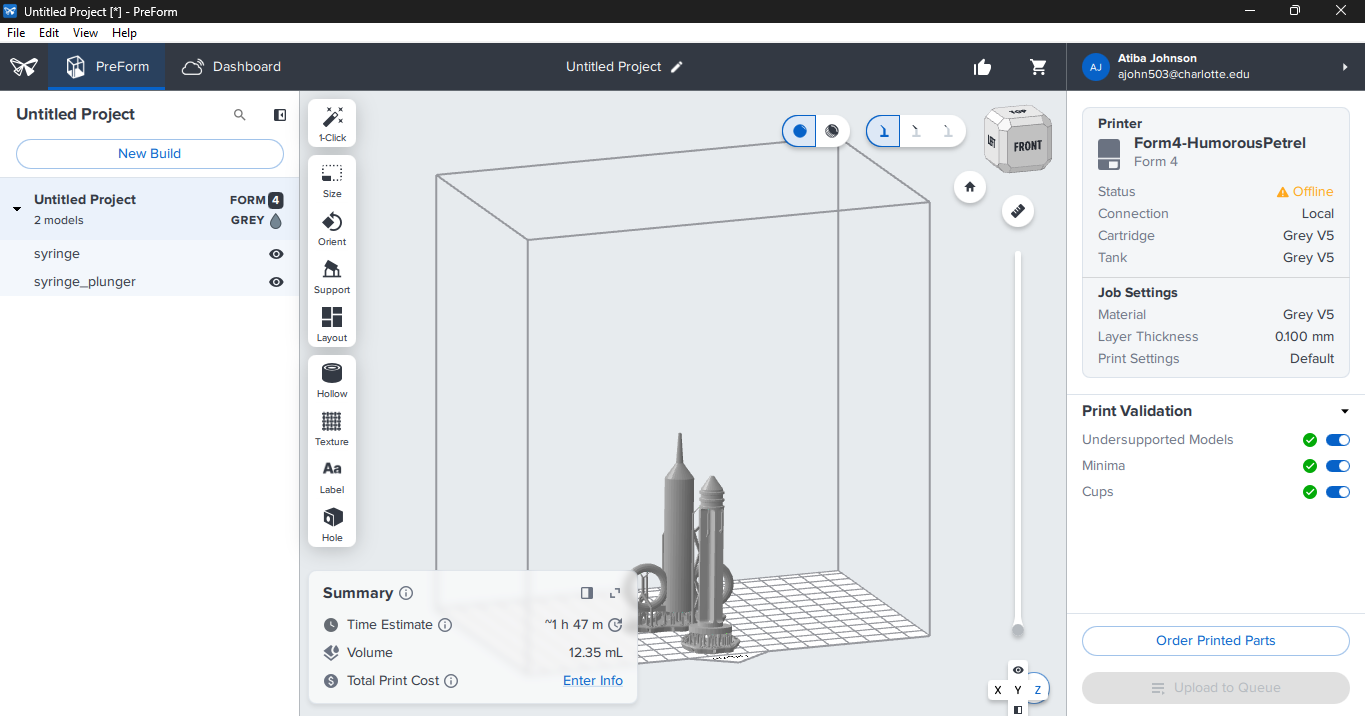 Untitled Project [*] - PreForm
File Edit View Help
PreForm
Dashboard
Untitled Project
AJ
Atiba Johnson
ajohn503@charlotte.edu
Untitled Project
New Build
Untitled Project
FORM 4
2 models
GREY
syringe
syringe_plunger
1-Click
Size
Orient
Support
Layout
Hollow
Texture
Aa
Label
Hole
TOP
LEFT
FRONT
Summary
Time Estimate
~1 h 47 m
Volume
12.35 mL
Total Print Cost
Enter Info
X Y Z
Printer
Form4-HumorousPetrel
Form 4
Status
Offline
Connection
Local
Cartridge
Grey V5
Tank
Grey V5
Job Settings
Material
Grey V5
Layer Thickness
0.100 mm
Print Settings
Default
Print Validation
Undersupported Models
Minima
Cups
Order Printed Parts
Upload to Queue